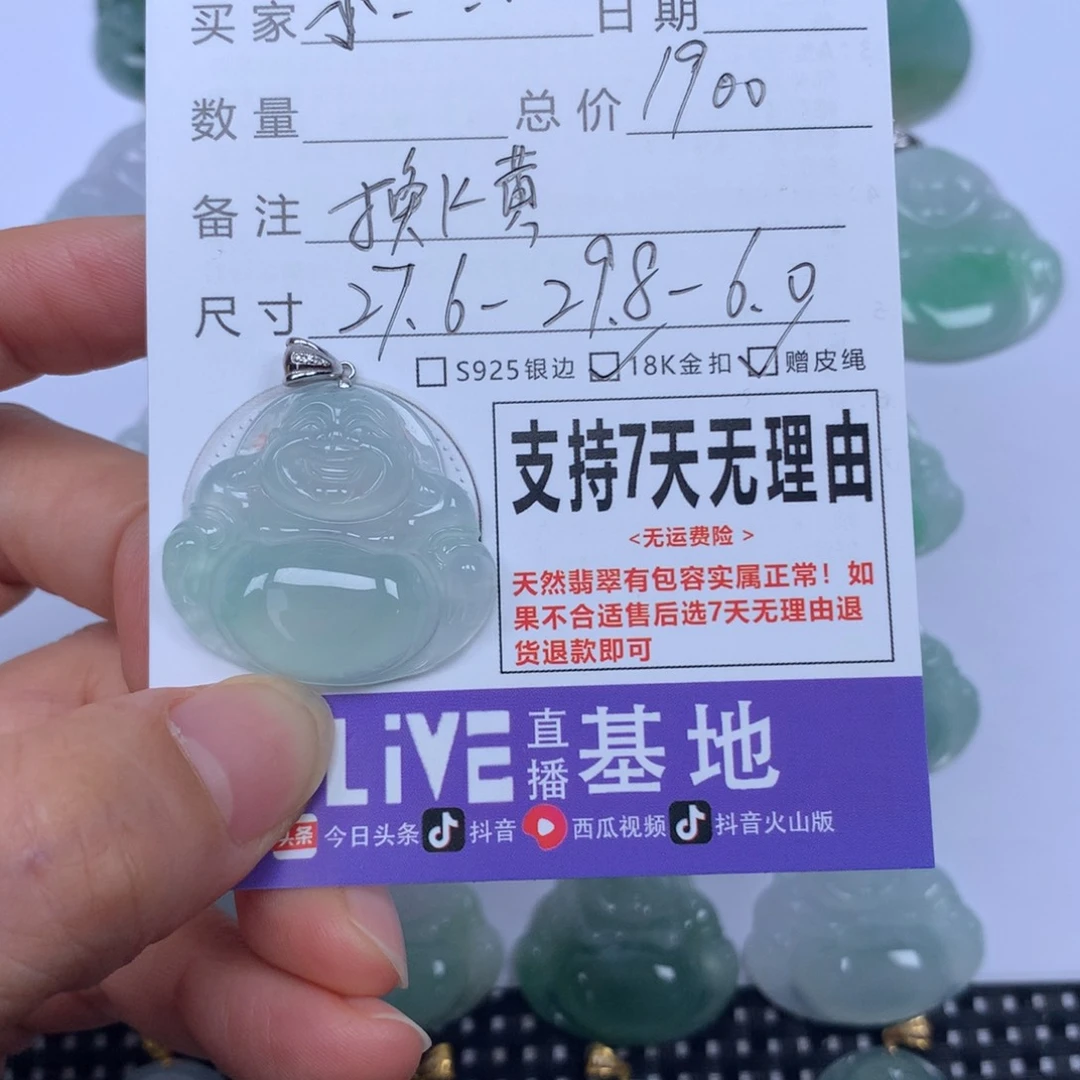 买家 日期
数量 总价 1900
备注 换K黄
尺寸 27.6-29.8-6.0
S925银边 18K金扣 赠皮绳
支持7天无理由
<无运费险 >
天然翡翠有包容实属正常！如
果不合适售后选7天无理由退
货退款即可
LiVE 直播 基地
头条 今日头条 抖音 西瓜视频 抖音火山版